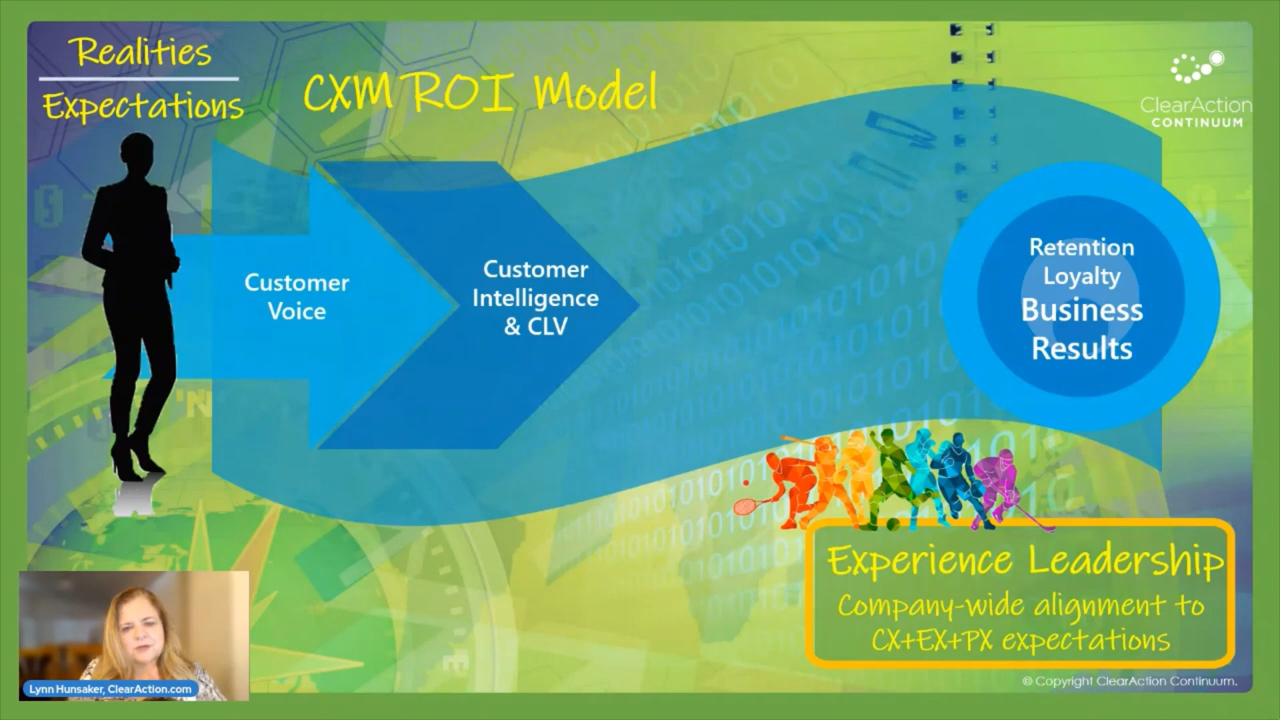 Realities
Expectations
CXM ROI Model
ClearAction
CONTINUUM
Customer
Voice
Customer
Intelligence
& CLV
Retention
Loyalty
Business
Results
Experience Leadership
Company-wide alignment to
CX+EX+PX expectations
Lynn Hunsaker, ClearAction.com
© Copyright ClearAction Continuum.